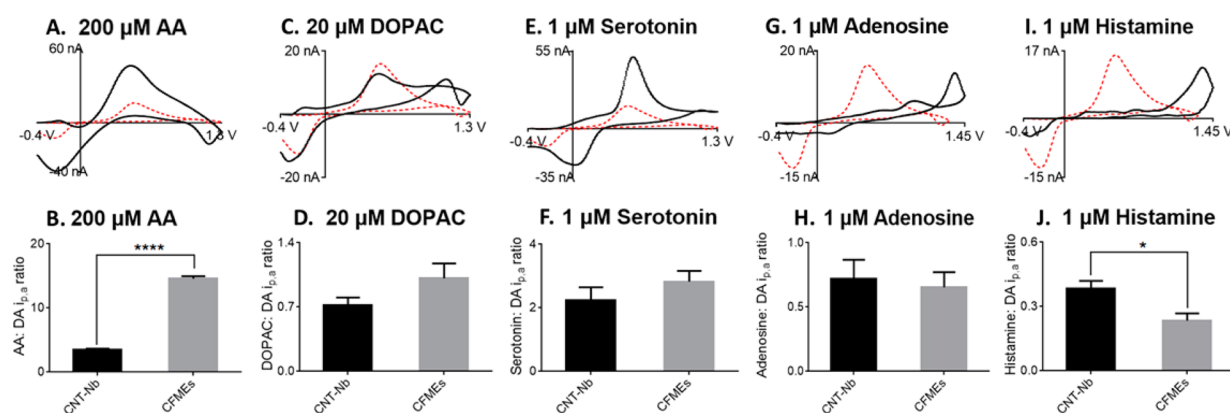 A. 200 µM AA
60 nA
-0.4 V
1.3 V
-40 nA
C. 20 µM DOPAC
20 nA
-0.4 V
1.3 V
-20 nA
E. 1 µM Serotonin
55 nA
-0.4 V
1.3 V
-35 nA
G. 1 µM Adenosine
20 nA
-0.4 V
1.45 V
-15 nA
I. 1 µM Histamine
17 nA
-0.4 V
1.45 V
-15 nA
B. 200 µM AA
AA: DA ip,a ratio
20
15
10
5
0
****
CNT-Nb
CFMEs
D. 20 µM DOPAC
DOPAC: DA ip,a ratio
1.4
0.7
0.0
CNT-Nb
CFMEs
F. 1 µM Serotonin
Serotonin: DA ip,a ratio
4
2
0
CNT-Nb
CFMEs
H. 1 µM Adenosine
Adenosine: DA ip,a ratio
1.0
0.5
0.0
CNT-Nb
CFMEs
J. 1 µM Histamine
Histamine: DA ip,a ratio
0.6
0.3
0.0
*
CNT-Nb
CFMEs